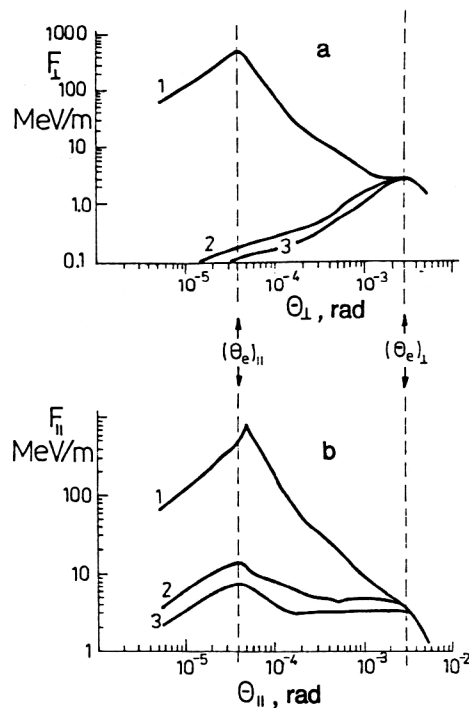 a
1000
F⊥
MeV/m
100
10
1.0
0.1
1
2
3
10⁻⁵
10⁻⁴
10⁻³
Θ⊥, rad
(Θe)∥
(Θe)⊥
b
F∥
MeV/m
100
10
1
1
2
3
10⁻⁵
10⁻⁴
10⁻³
10⁻²
Θ∥, rad